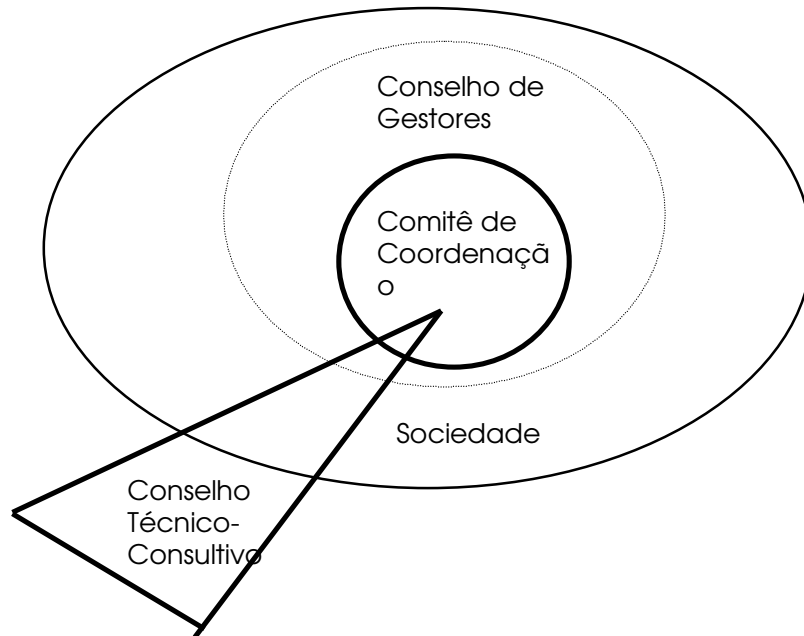 Conselho de
Gestores
Comitê de
Coordenaçã
o
Sociedade
Conselho
Técnico-
Consultivo